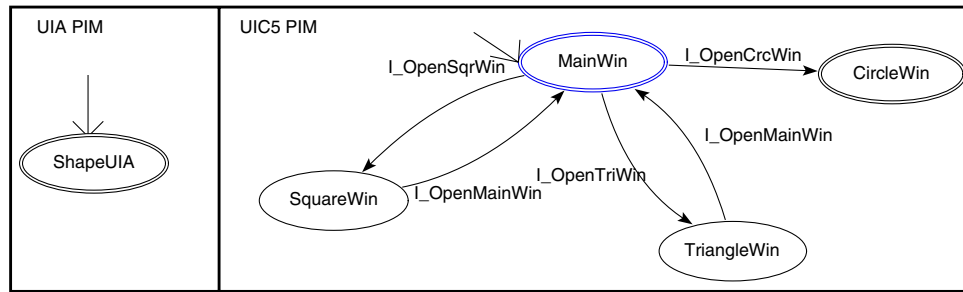 UIA PIM
ShapeUIA
UIC5 PIM
I_OpenSqrWin
MainWin
I_OpenCrcWin
CircleWin
I_OpenMainWin
I_OpenTriWin
SquareWin
I_OpenMainWin
TriangleWin